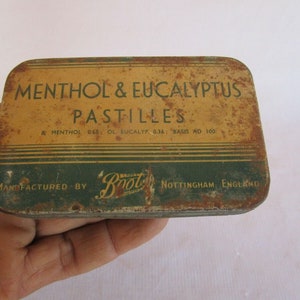 MENTHOL & EUCALYPTUS
PASTILLES
MANUFACTURED BY Boots NOTTINGHAM ENGLAND